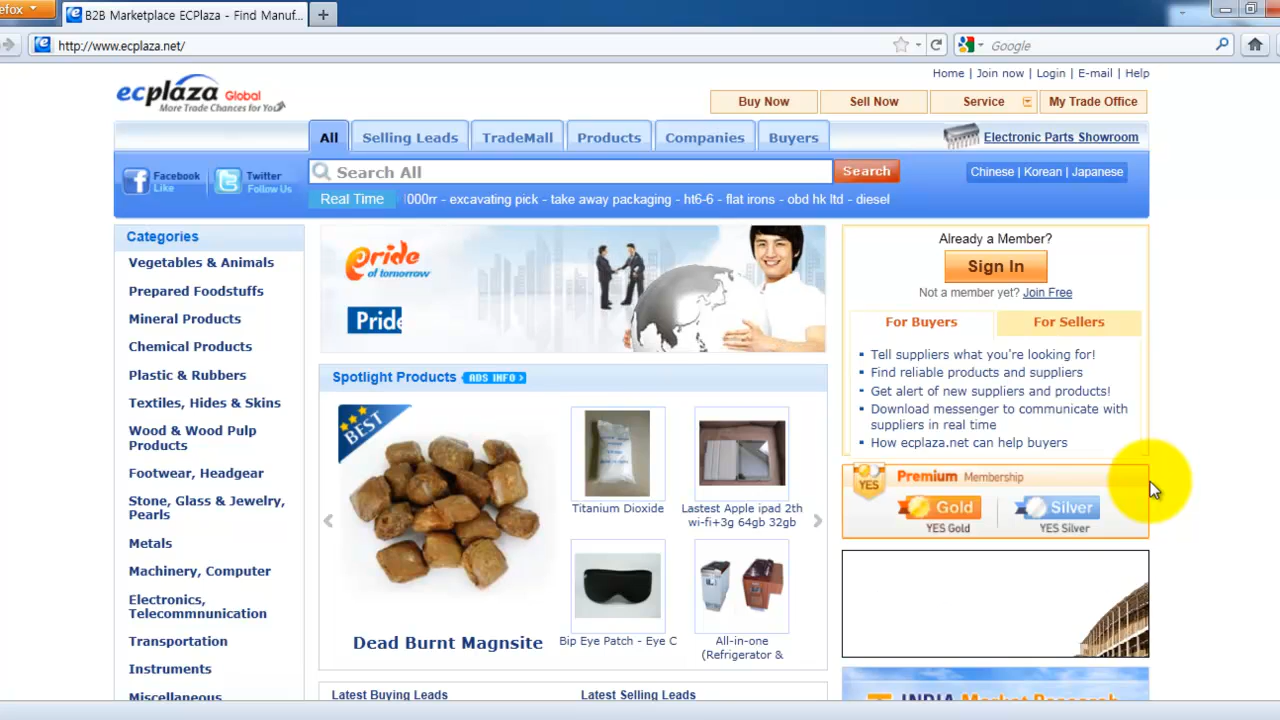 efox
B2B Marketplace ECPlaza - Find Manuf...
http://www.ecplaza.net/
Google
Home | Join now | Login | E-mail | Help
ecplaza Global
More Trade Chances for You
Buy Now
Sell Now
Service
My Trade Office
All
Selling Leads
TradeMall
Products
Companies
Buyers
Electronic Parts Showroom
Facebook
Like
Twitter
Follow Us
Search All
Search
Chinese | Korean | Japanese
Real Time
000rr - excavating pick - take away packaging - ht6-6 - flat irons - obd hk ltd - diesel
Categories
Vegetables & Animals
Prepared Foodstuffs
Mineral Products
Chemical Products
Plastic & Rubbers
Textiles, Hides & Skins
Wood & Wood Pulp
Products
Footwear, Headgear
Stone, Glass & Jewelry,
Pearls
Metals
Machinery, Computer
Electronics,
Telecommnunication
Transportation
Instruments
Miscellaneous
Pride
of tomorrow
Pride
Spotlight Products
ADS INFO >
BEST
Dead Burnt Magnsite
Titanium Dioxide
Lastest Apple ipad 2th
wi-fi+3g 64gb 32gb
Bip Eye Patch - Eye C
All-in-one
(Refrigerator &
Latest Buying Leads
Latest Selling Leads
Already a Member?
Sign In
Not a member yet? Join Free
For Buyers
For Sellers
Tell suppliers what you're looking for!
Find reliable products and suppliers
Get alert of new suppliers and products!
Download messenger to communicate with
suppliers in real time
How ecplaza.net can help buyers
YES
Premium Membership
Gold
YES Gold
Silver
YES Silver
INDIA Market Research